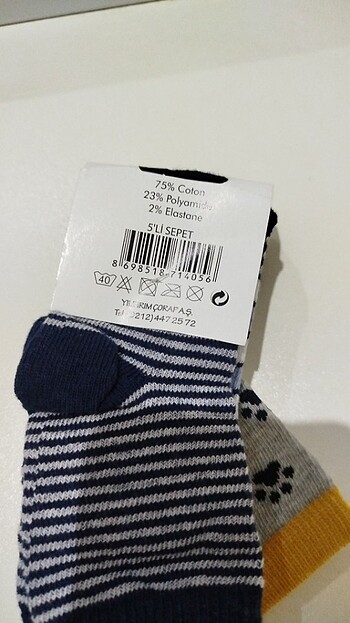 75% Coton
23% Polyamide
2% Elastane
5'Lİ SEPET
8 698518 714056
40
YILDIRIM ÇORAP A.Ş.
Tel: (0212) 447 25 72